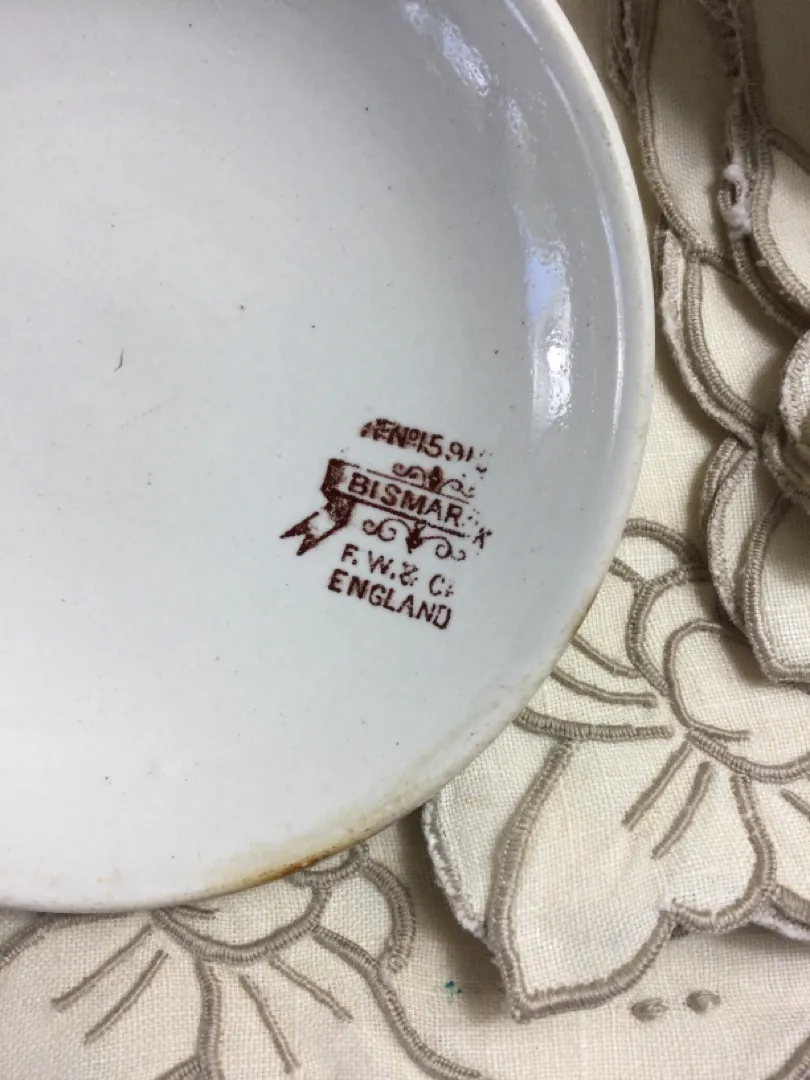 BISMARCK
F. W. & Co
ENGLAND